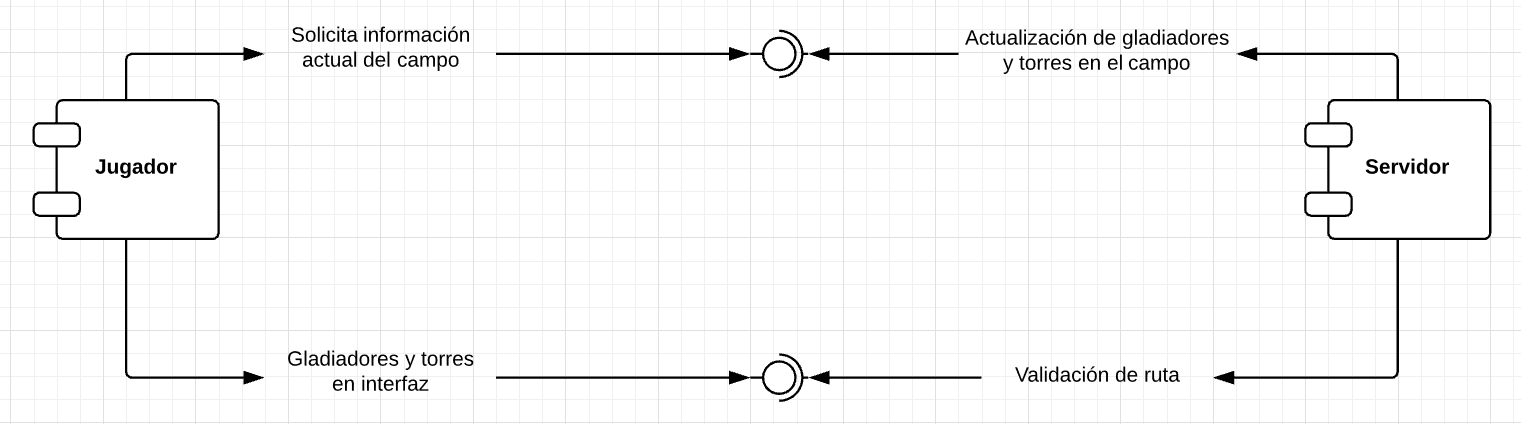 Solicita información
actual del campo
Actualización de gladiadores
y torres en el campo
Jugador
Servidor
Gladiadores y torres
en interfaz
Validación de ruta